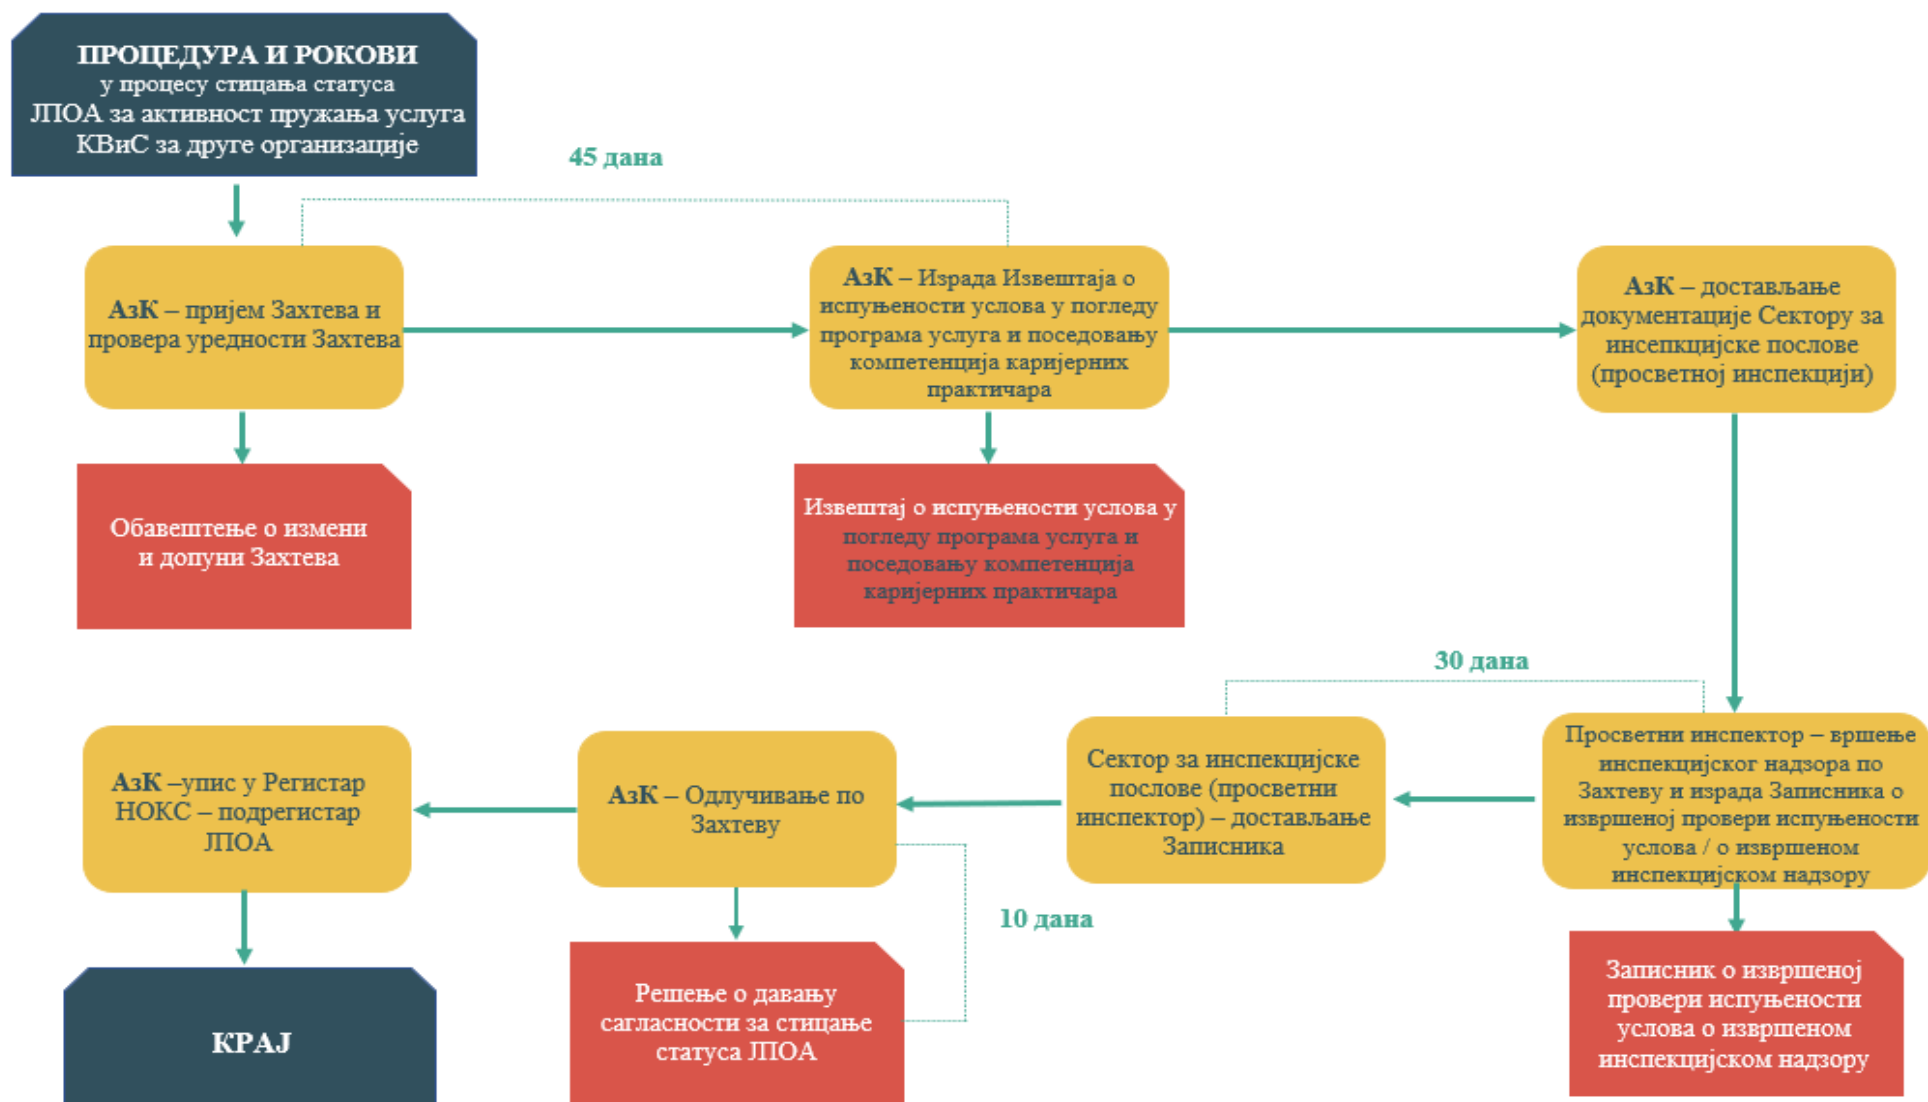 ПРОЦЕДУРА И РОКОВИ
у процесу стицања статуса
ЈПОА за активност пружања услуга
КВиС за друге организације
45 дана
АзК – пријем Захтева и
провера уредности Захтева
АзК – Израда Извештаја о
испуњености услова у погледу
програма услуга и поседовању
компетенција каријерних
практичара
АзК – достављање
документације Сектору за
инсепкцијске послове
(просветној инспекцији)
Обавештење о измени
и допуни Захтева
Извештај о испуњености услова у
погледу програма услуга и
поседовању компетенција
каријерних практичара
30 дана
Просветни инспектор – вршење
инспекцијског надзора по
Захтеву и израда Записника о
извршеној провери испуњености
услова / о извршеном
инспекцијском надзору
Сектор за инспекцијске
послове (просветни
инспектор) – достављање
Записника
АзК – Одлучивање по
Захтеву
АзК –упис у Регистар
НОКС – подрегистар
ЈПОА
10 дана
Записник о извршеној
провери испуњености
услова о извршеном
инспекцијском надзору
Решење о давању
сагласности за стицање
статуса ЈПОА
КРАЈ